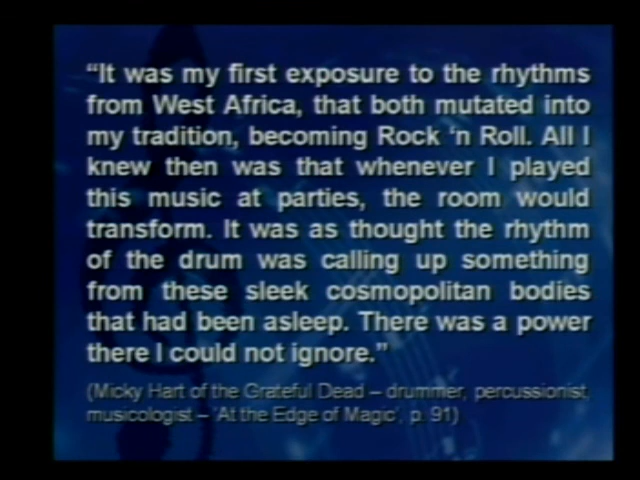 “It was my first exposure to the rhythms
from West Africa, that both mutated into
my tradition, becoming Rock ‘n Roll. All I
knew then was that whenever I played
this music at parties, the room would
transform. It was as thought the rhythm
of the drum was calling up something
from these sleek cosmopolitan bodies
that had been asleep. There was a power
there I could not ignore.”
(Micky Hart of the Grateful Dead – drummer, percussionist,
musicologist – ‘At the Edge of Magic’, p. 91)